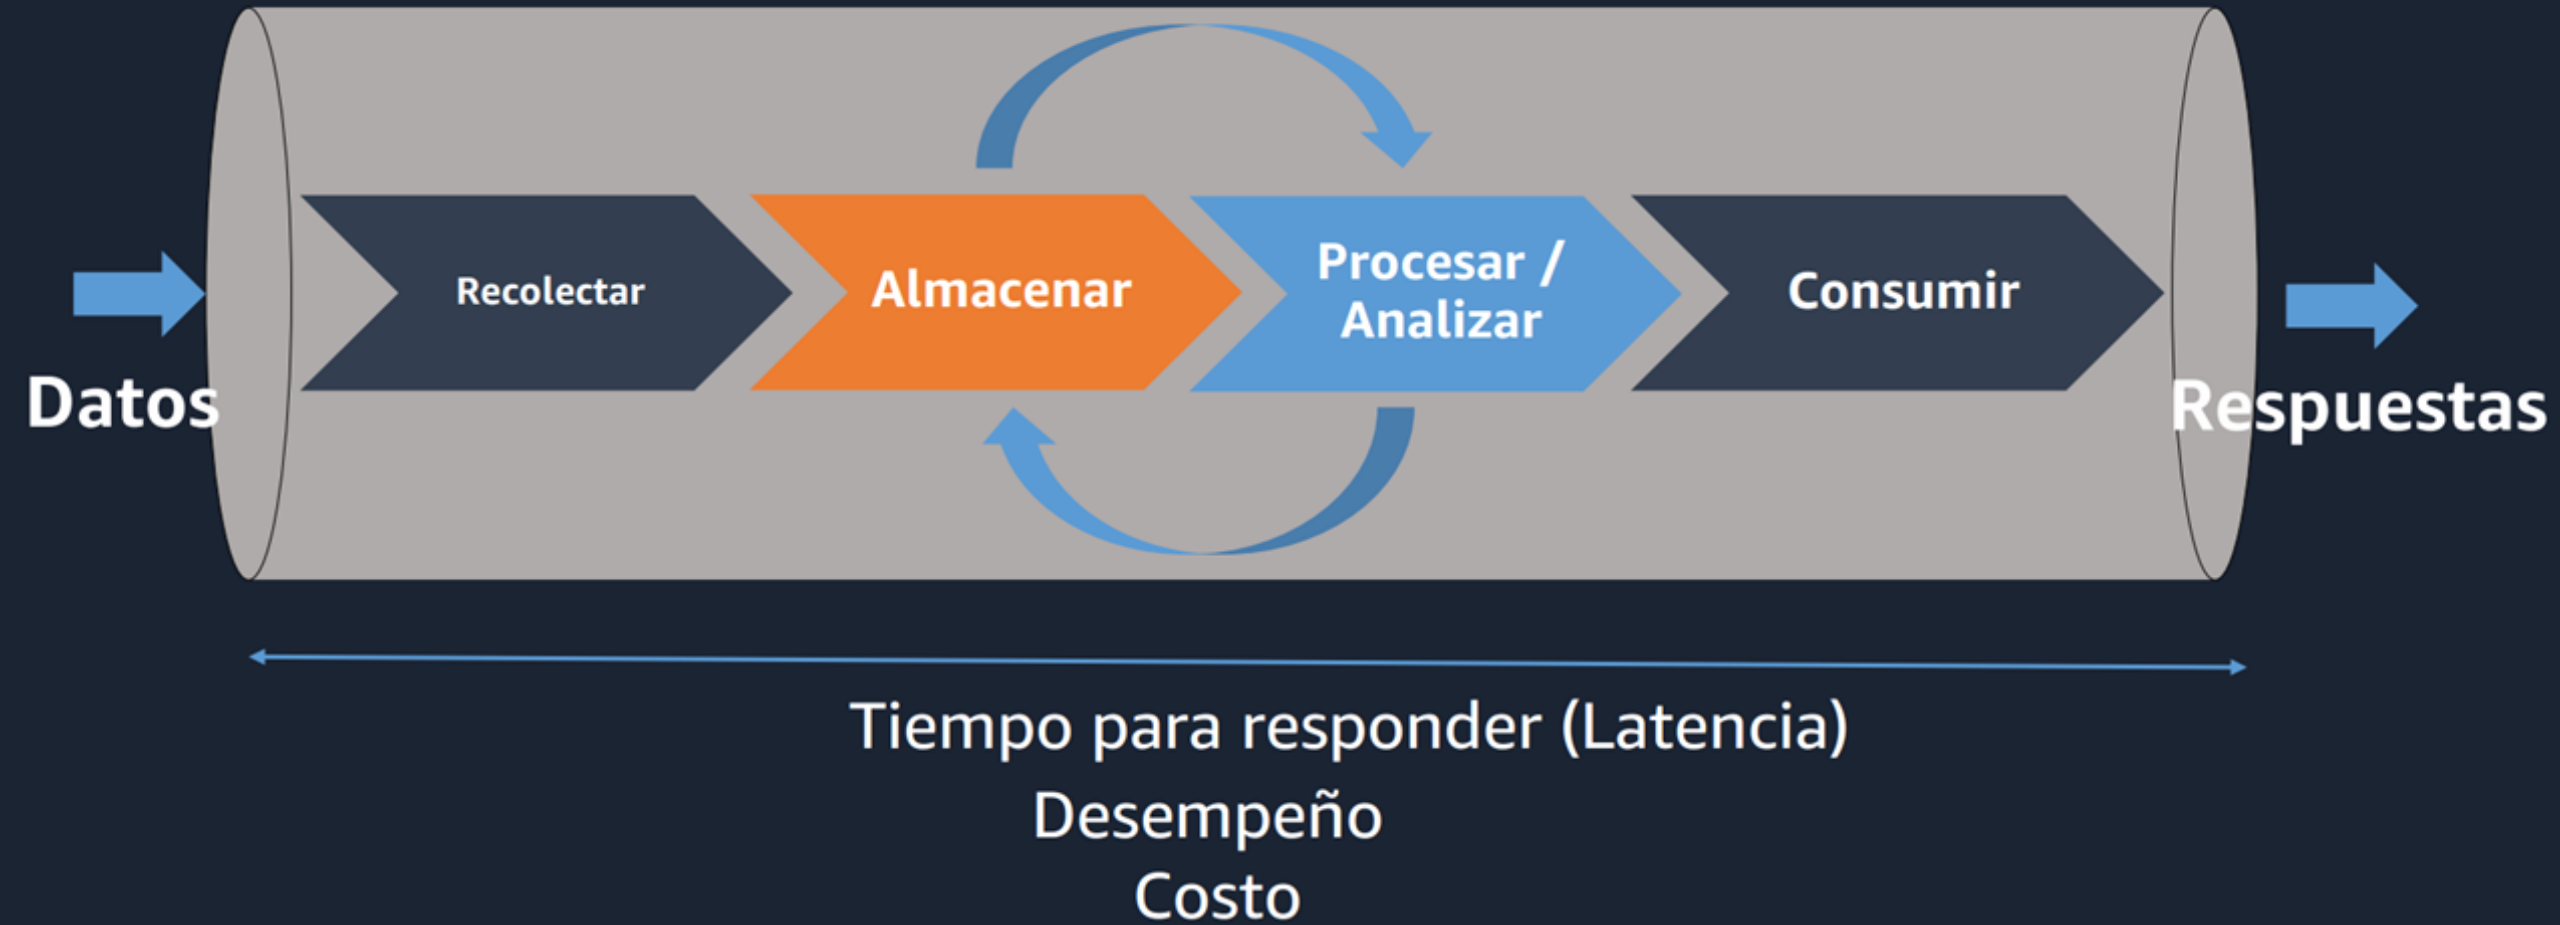 Recolectar
Almacenar
Procesar /
Analizar
Consumir
Datos
Respuestas
Tiempo para responder (Latencia)
Desempeño
Costo